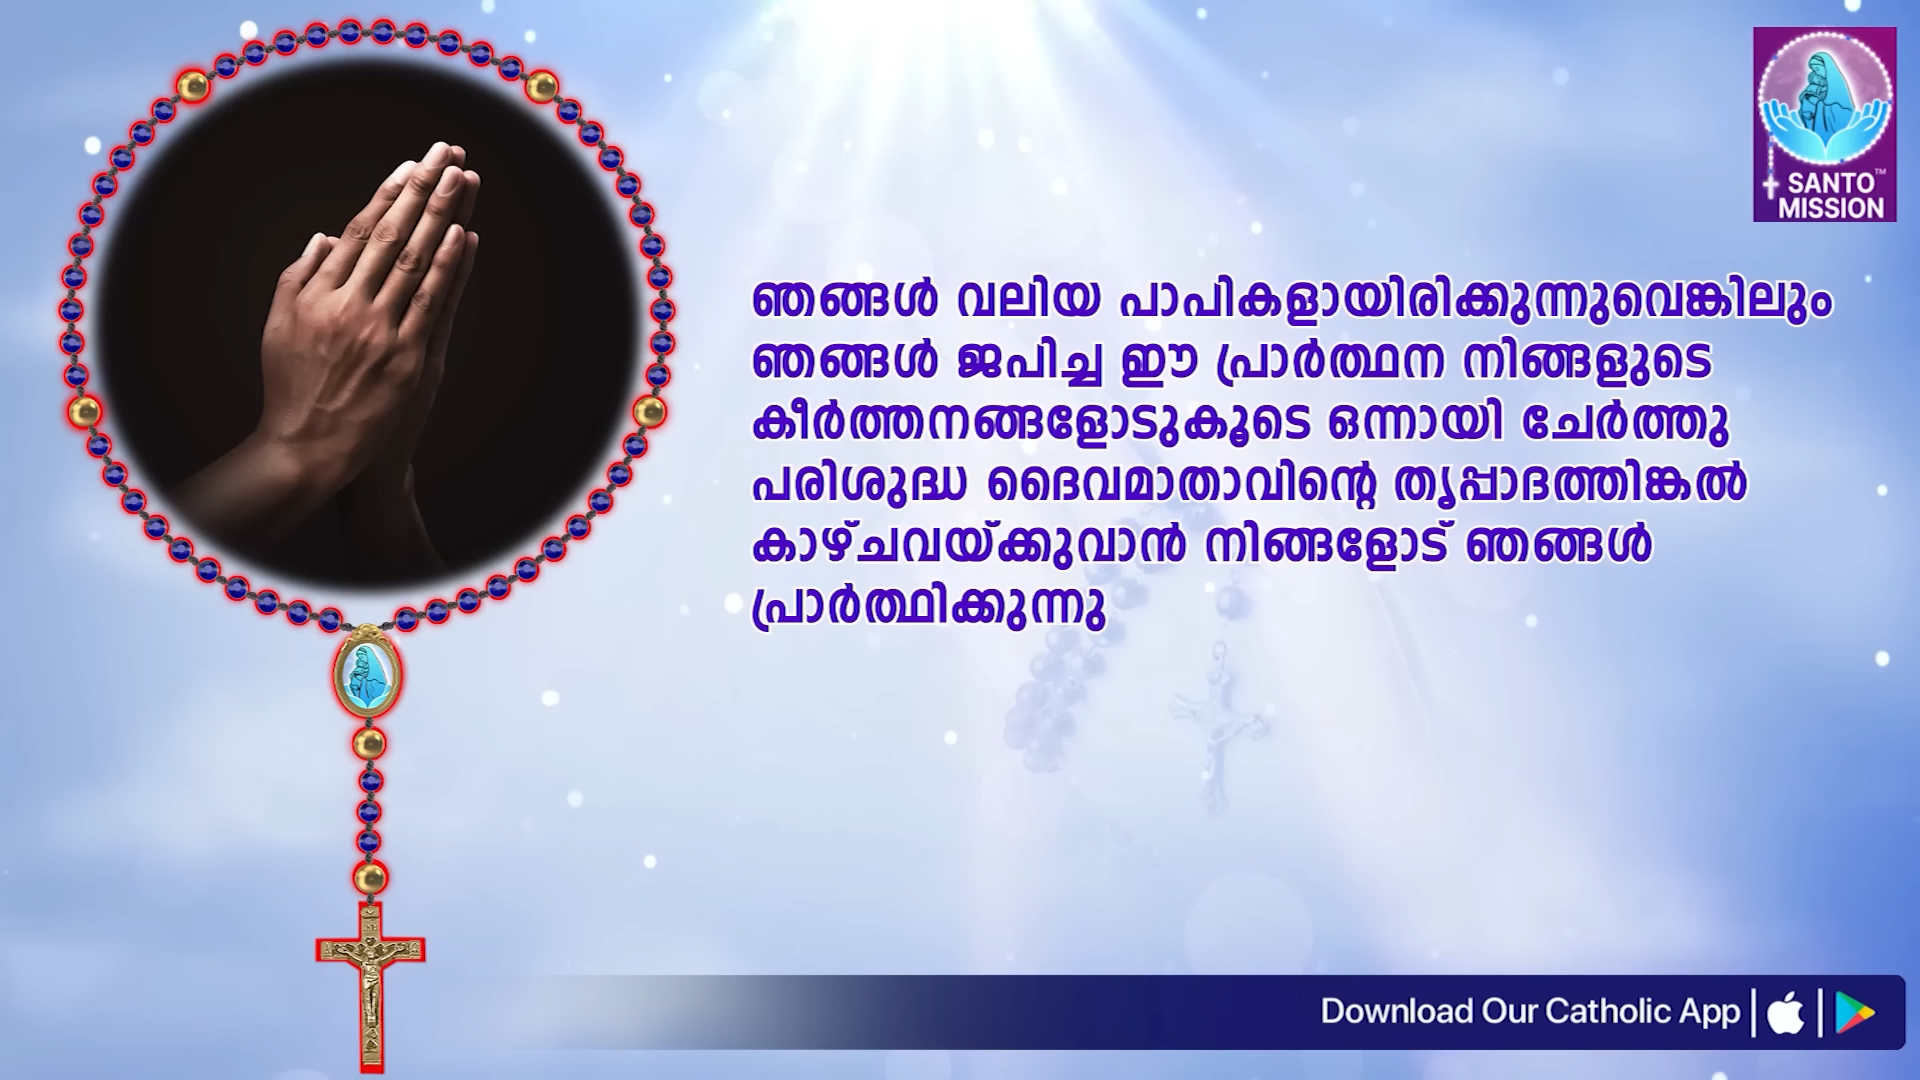 SANTO™
MISSION
ഞങ്ങൾ വലിയ പാപികളായിരിക്കുന്നുവെങ്കിലും
ഞങ്ങൾ ജപിച്ച ഈ പ്രാർത്ഥന നിങ്ങളുടെ
കീർത്തനങ്ങളോടുകൂടെ ഒന്നായി ചേർത്തു
പരിശുദ്ധ ദൈവമാതാവിന്റെ തൃപ്പാദത്തിങ്കൽ
കാഴ്ചവയ്ക്കുവാൻ നിങ്ങളോട് ഞങ്ങൾ
പ്രാർത്ഥിക്കുന്നു
Download Our Catholic App